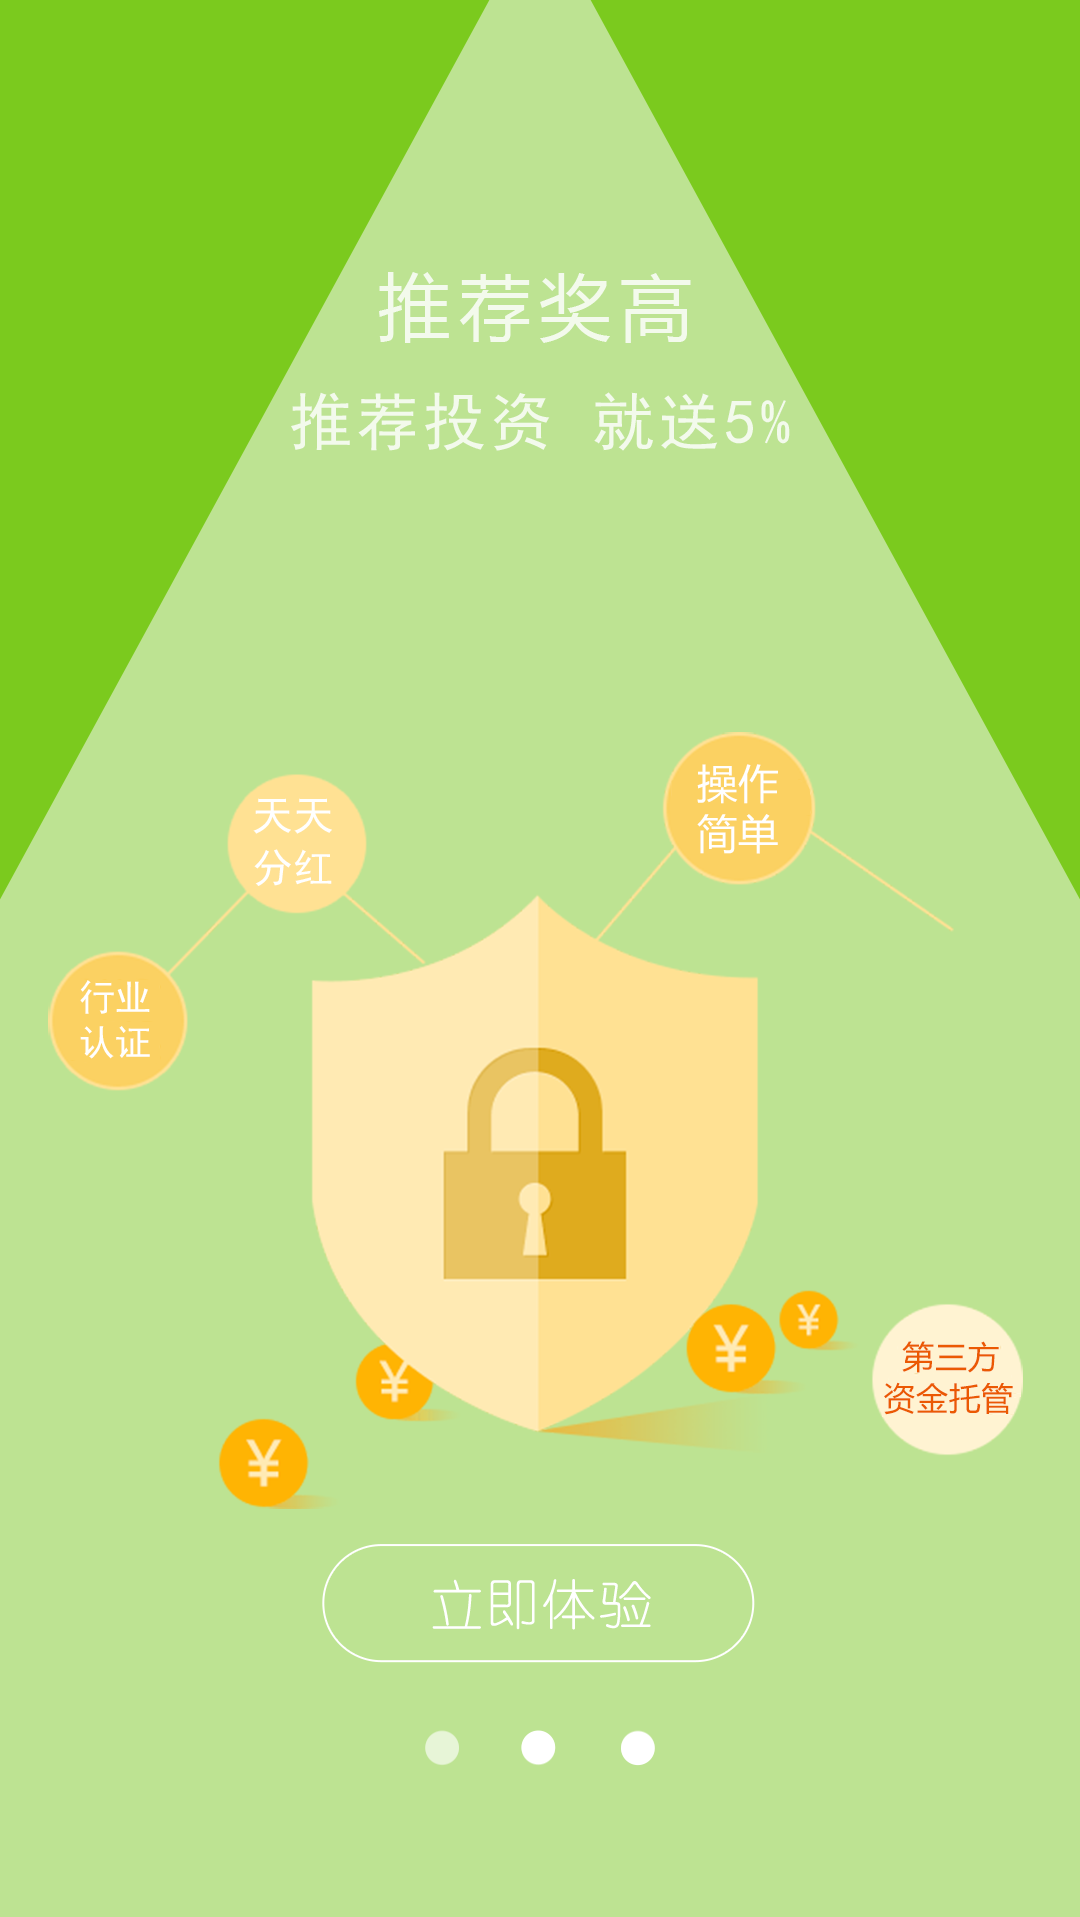 推荐奖高
推荐投资 就送5%
天天
分红
操作
简单
行业
认证
¥
¥
¥
¥
第三方
资金托管
立即体验